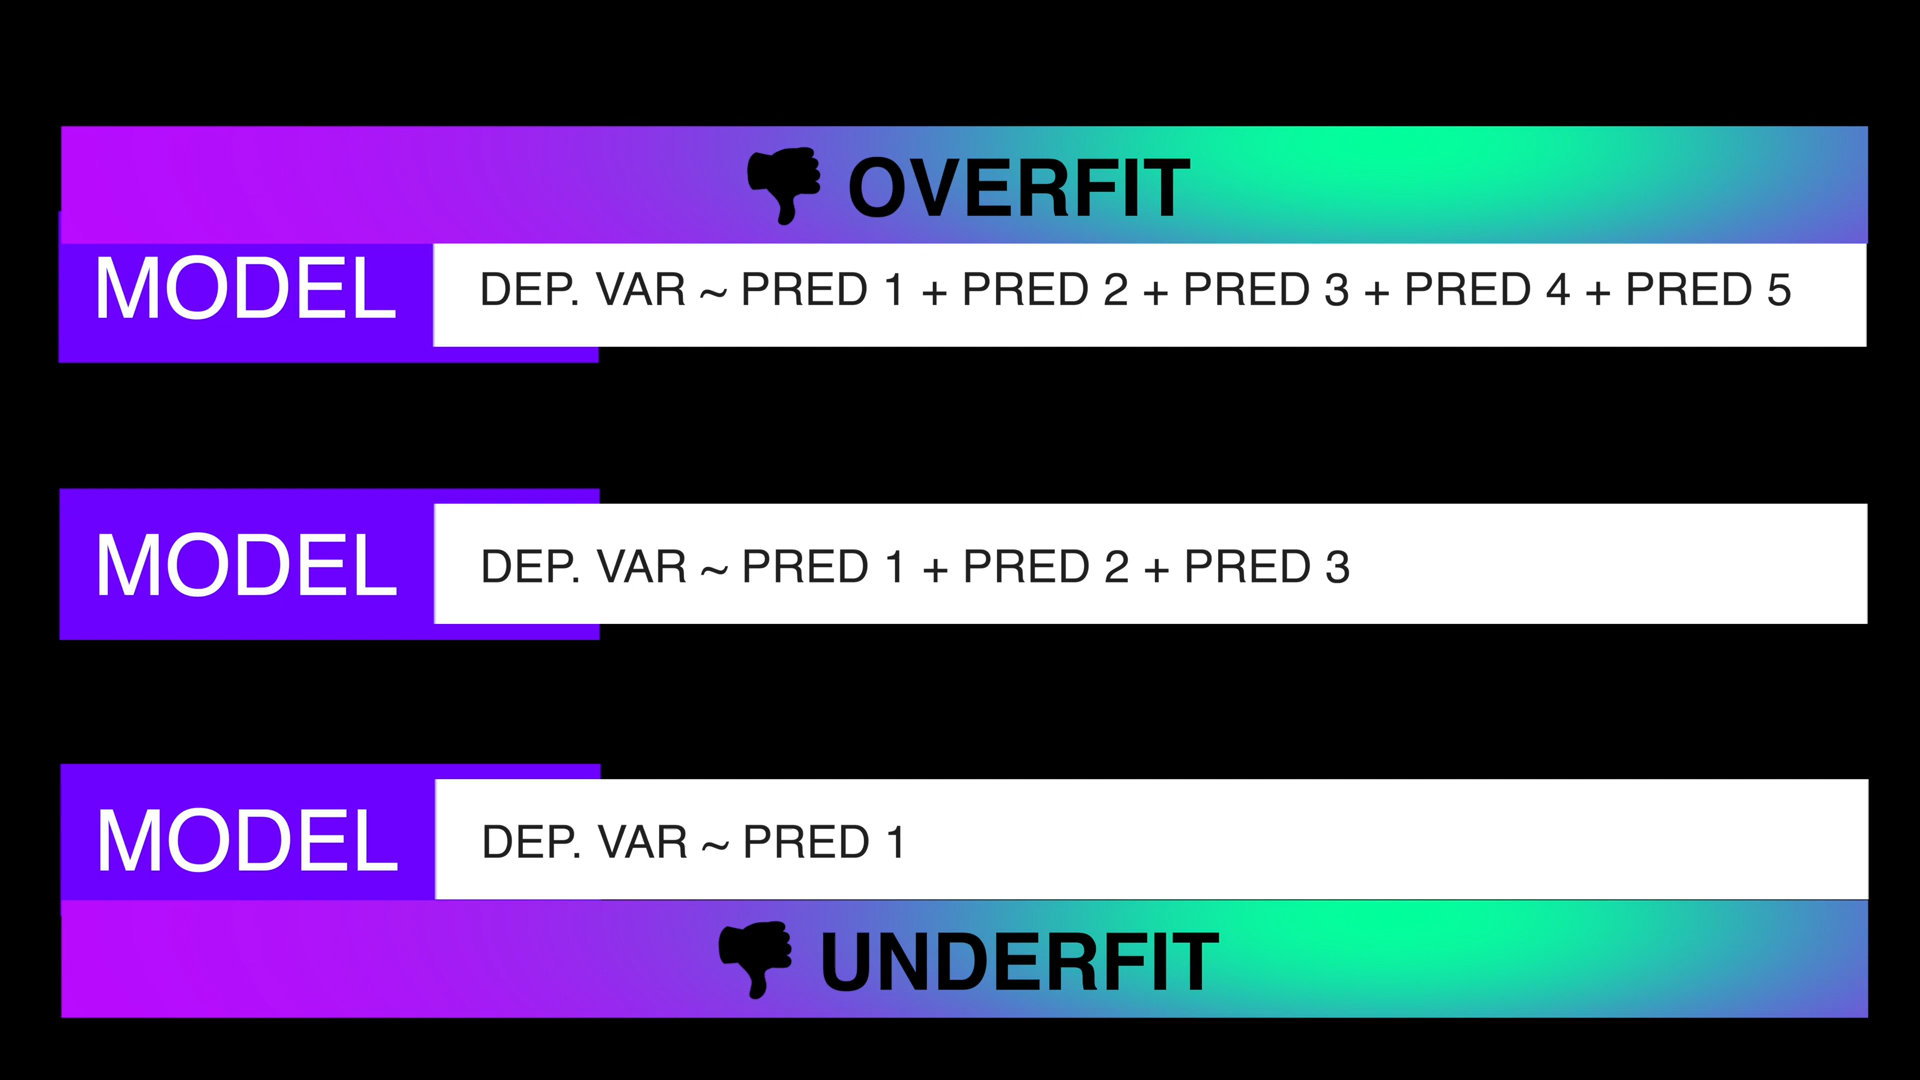 👎 OVERFIT
MODEL DEP. VAR ~ PRED 1 + PRED 2 + PRED 3 + PRED 4 + PRED 5
MODEL DEP. VAR ~ PRED 1 + PRED 2 + PRED 3
MODEL DEP. VAR ~ PRED 1
👎 UNDERFIT